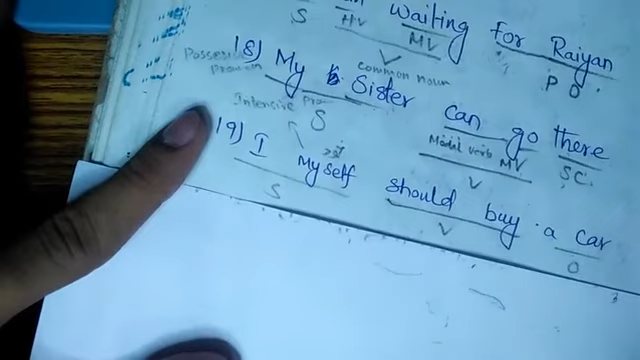 waiting for Raiyan
S HV MV P O
Possessive pronoun common noun
18) My Sister can go there
S Modal verb MV SC.
V
Intensive pro
19) I myself should buy a car
S V O